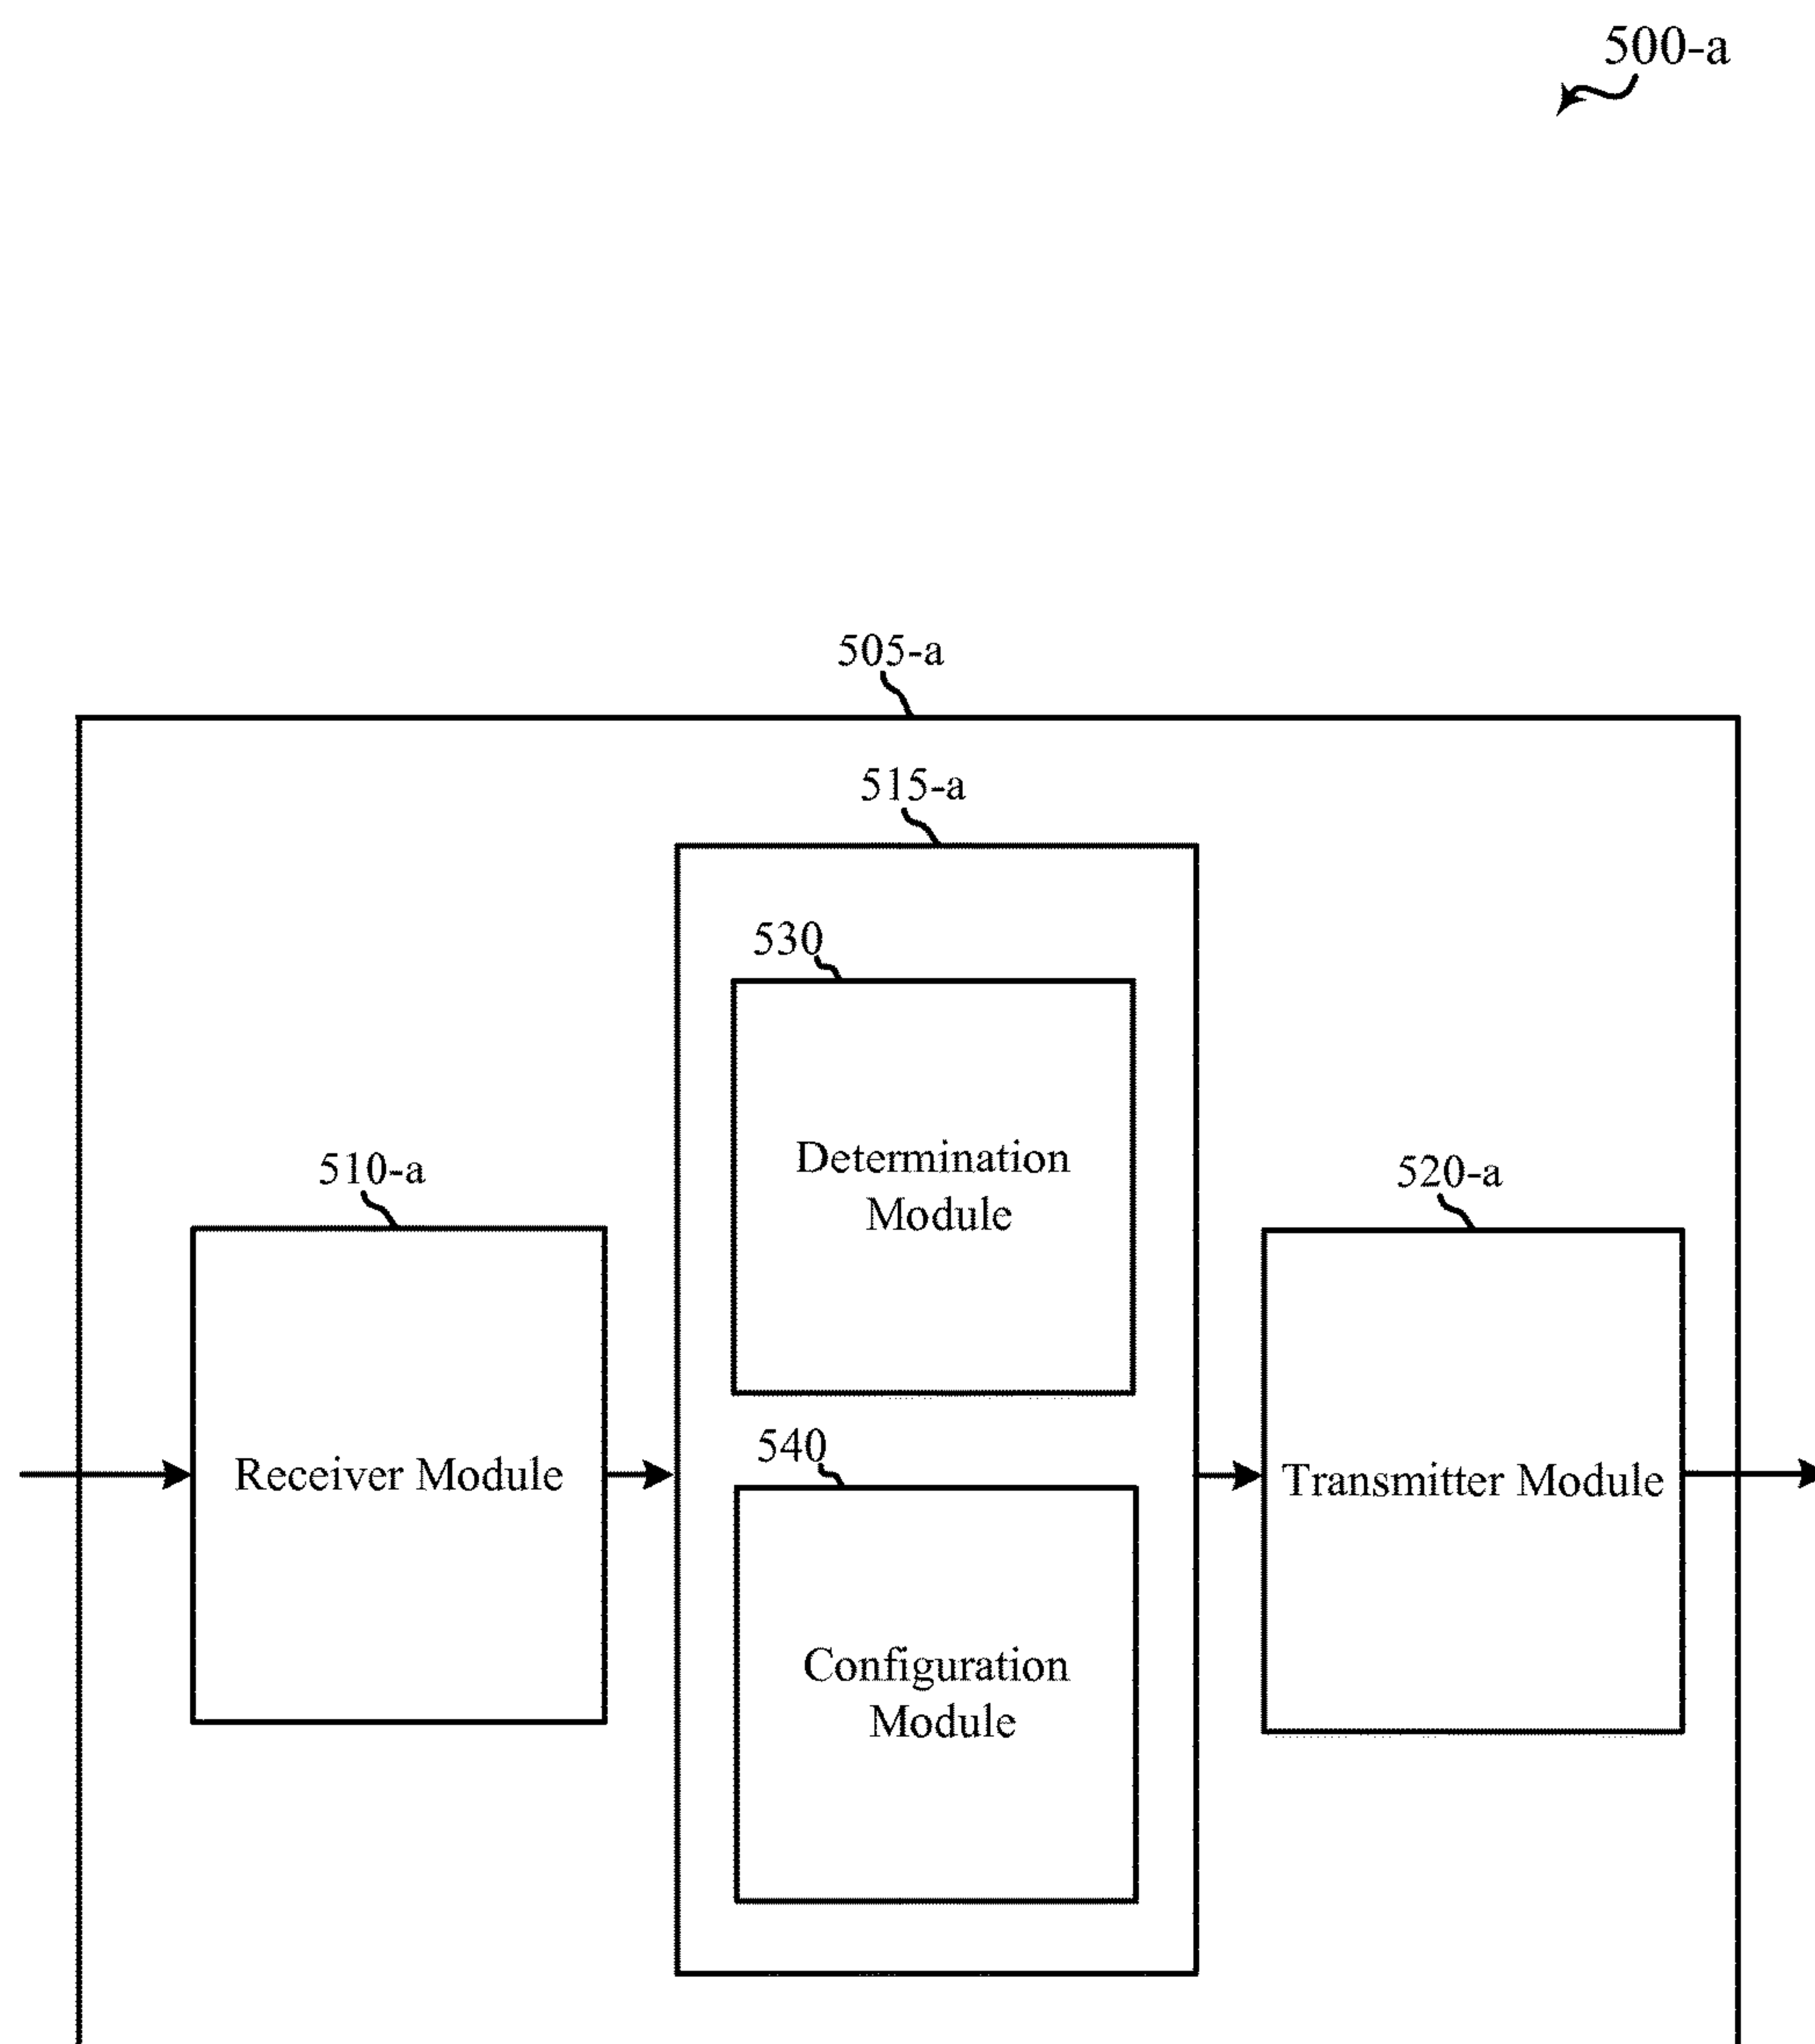 500-a
505-a
515-a
530
Determination
Module
510-a
520-a
540
Receiver Module
Transmitter Module
Configuration
Module